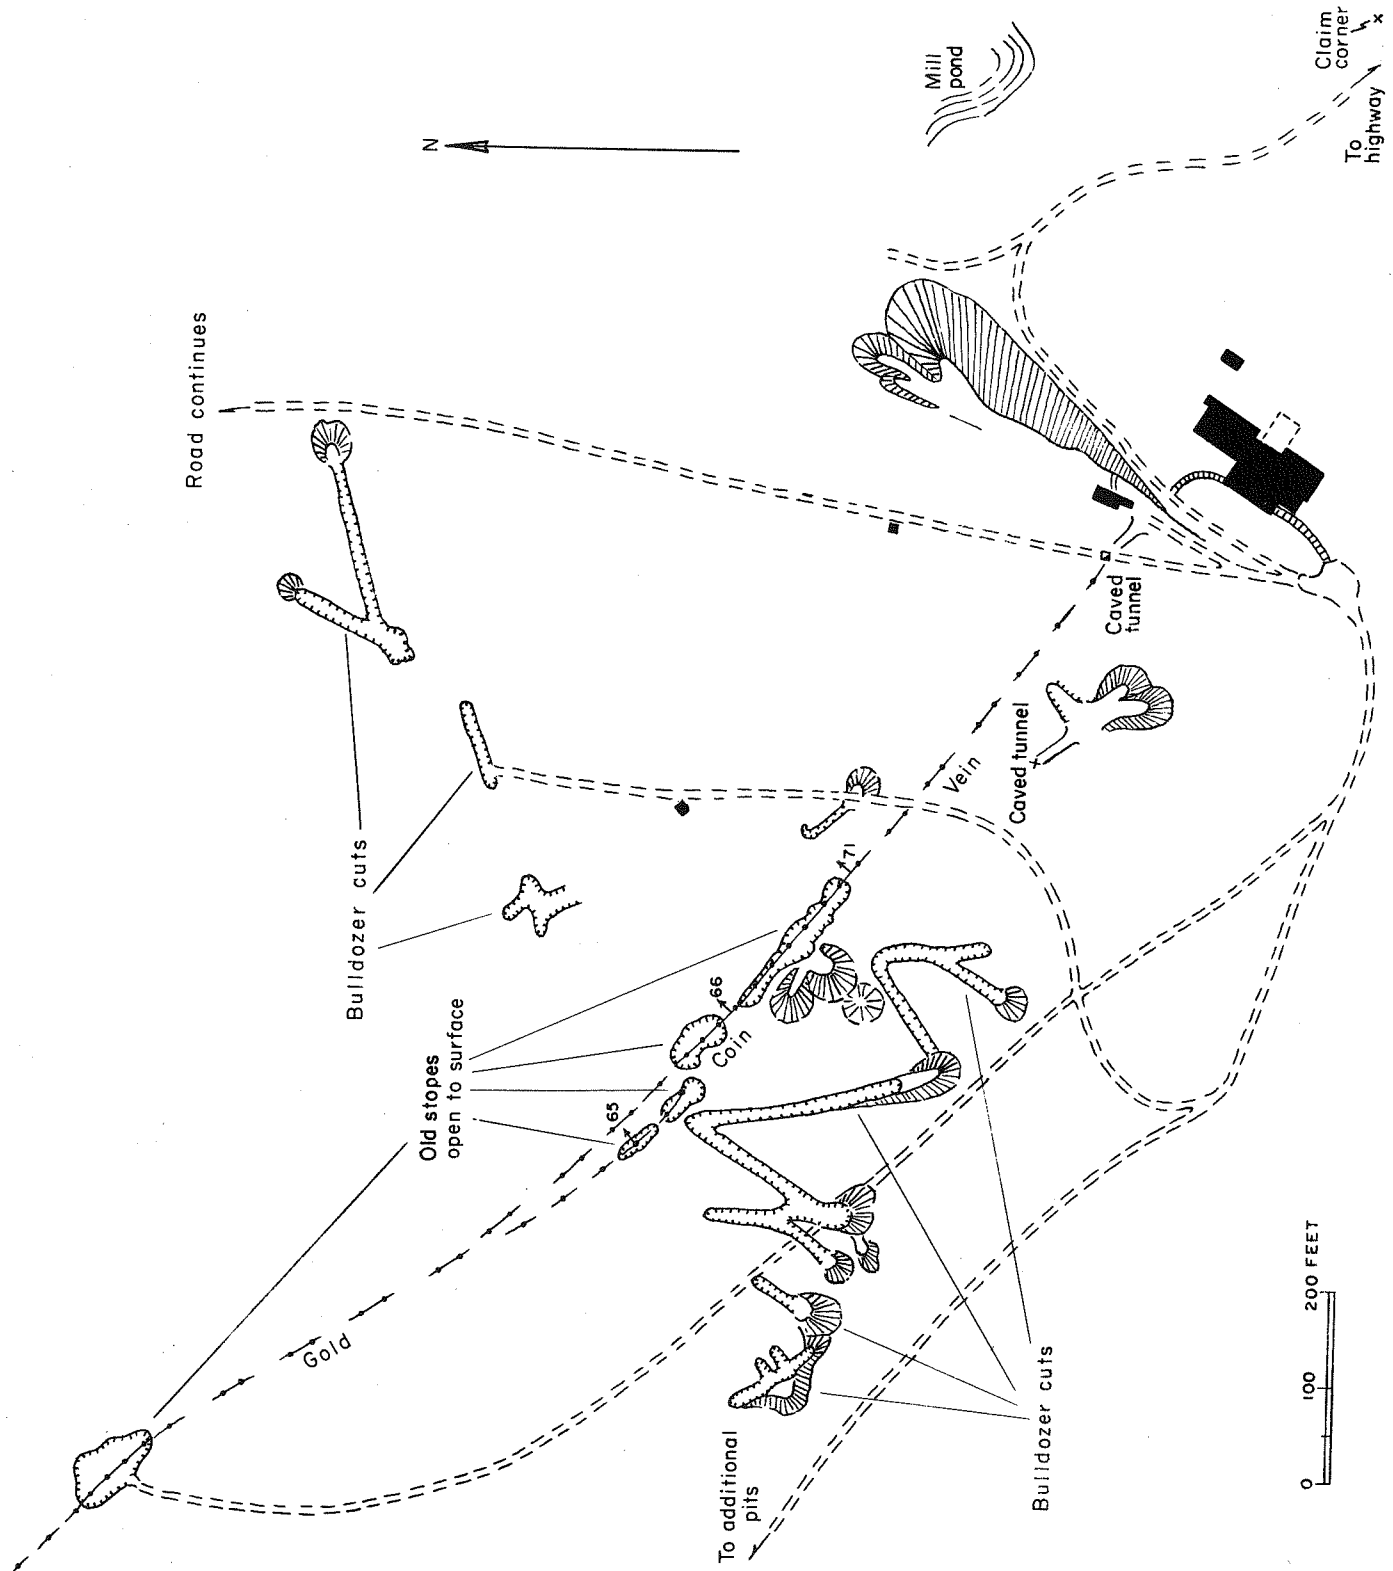 N
Mill
pond
Claim
corner
x
To
highway
Road continues
Caved
tunnel
Caved tunnel
Vein
71
Bulldozer cuts
66
Coin
Old stopes
open to surface
65
Gold
To additional
pits
Bulldozer cuts
0
100
200 FEET